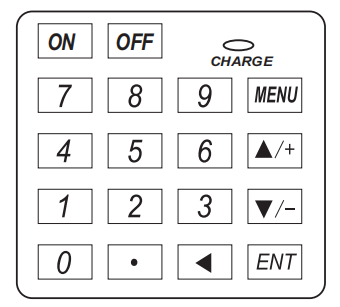 ON OFF
CHARGE
7 8 9 MENU
4 5 6 ▲/+
1 2 3 ▼/−
0 • ◀ ENT